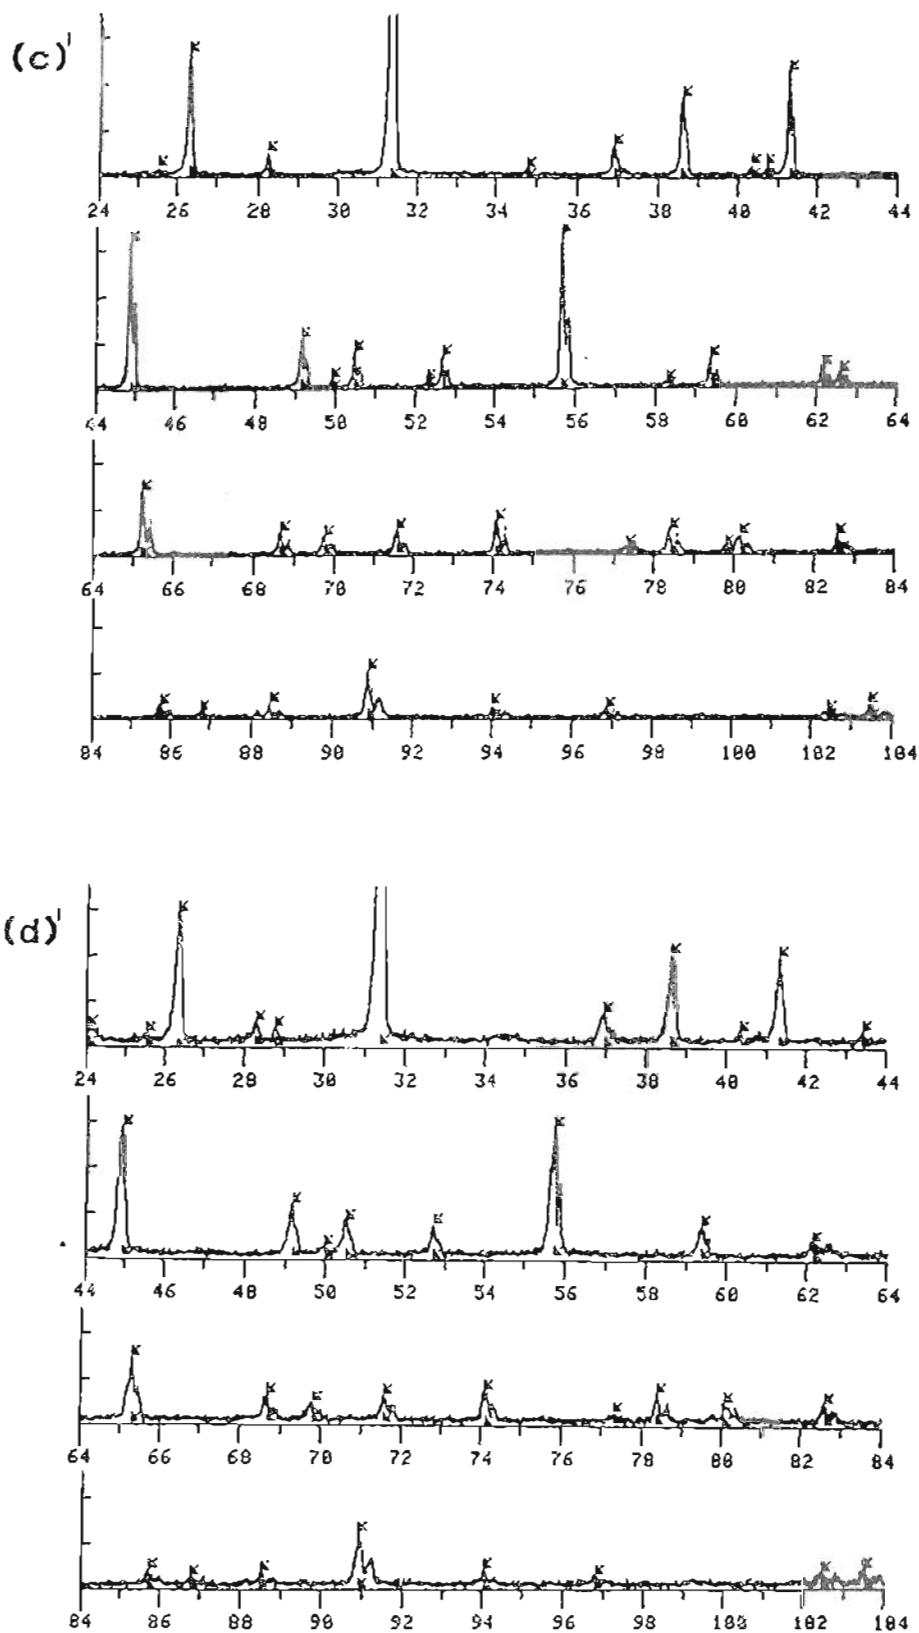 (c)'
K K K K K K K K K
24 26 28 30 32 34 36 38 40 42 44
K K K K K K K K K K K K
44 46 48 50 52 54 56 58 60 62 64
K K K K K K K K K K
64 66 68 70 72 74 76 78 80 82 84
K K K K K K K K
84 86 88 90 92 94 96 98 100 102 104
(d)'
K K K K K K K K K K
24 26 28 30 32 34 36 38 40 42 44
K K K K K K K K
44 46 48 50 52 54 56 58 60 62 64
K K K K K K K K K
64 66 68 70 72 74 76 78 80 82 84
K K K K K K K K
84 86 88 90 92 94 96 98 100 102 104